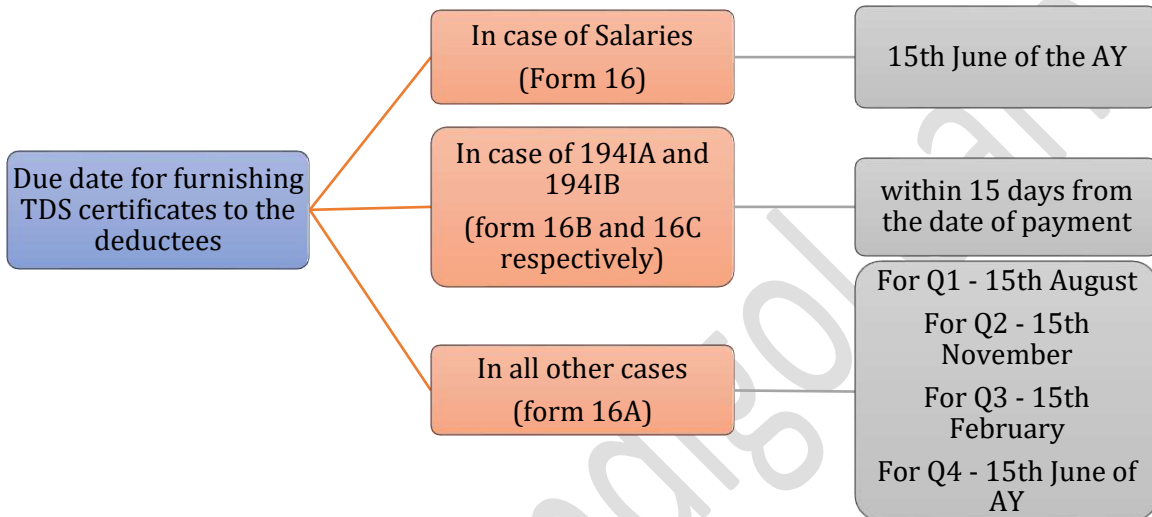 Due date for furnishing
TDS certificates to the
deductees
In case of Salaries
(Form 16)
15th June of the AY
In case of 194IA and
194IB
(form 16B and 16C
respectively)
within 15 days from
the date of payment
In all other cases
(form 16A)
For Q1 - 15th August
For Q2 - 15th
November
For Q3 - 15th
February
For Q4 - 15th June of
AY